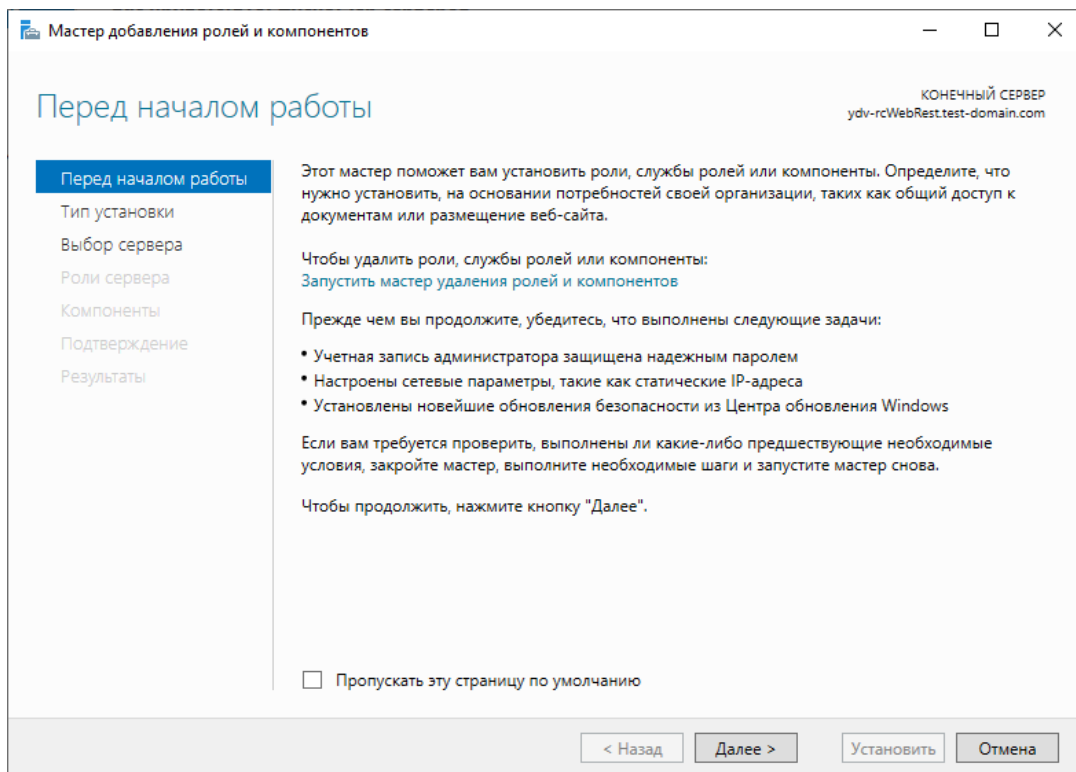 Мастер добавления ролей и компонентов
Перед началом работы
КОНЕЧНЫЙ СЕРВЕР
ydv-rcWebRest.test-domain.com
Перед началом работы
Тип установки
Выбор сервера
Роли сервера
Компоненты
Подтверждение
Результаты
Этот мастер поможет вам установить роли, службы ролей или компоненты. Определите, что
нужно установить, на основании потребностей своей организации, таких как общий доступ к
документам или размещение веб-сайта.
Чтобы удалить роли, службы ролей или компоненты:
Запустить мастер удаления ролей и компонентов
Прежде чем вы продолжите, убедитесь, что выполнены следующие задачи:
• Учетная запись администратора защищена надежным паролем
• Настроены сетевые параметры, такие как статические IP-адреса
• Установлены новейшие обновления безопасности из Центра обновления Windows
Если вам требуется проверить, выполнены ли какие-либо предшествующие необходимые
условия, закройте мастер, выполните необходимые шаги и запустите мастер снова.
Чтобы продолжить, нажмите кнопку "Далее".
Пропускать эту страницу по умолчанию
< Назад
Далее >
Установить
Отмена